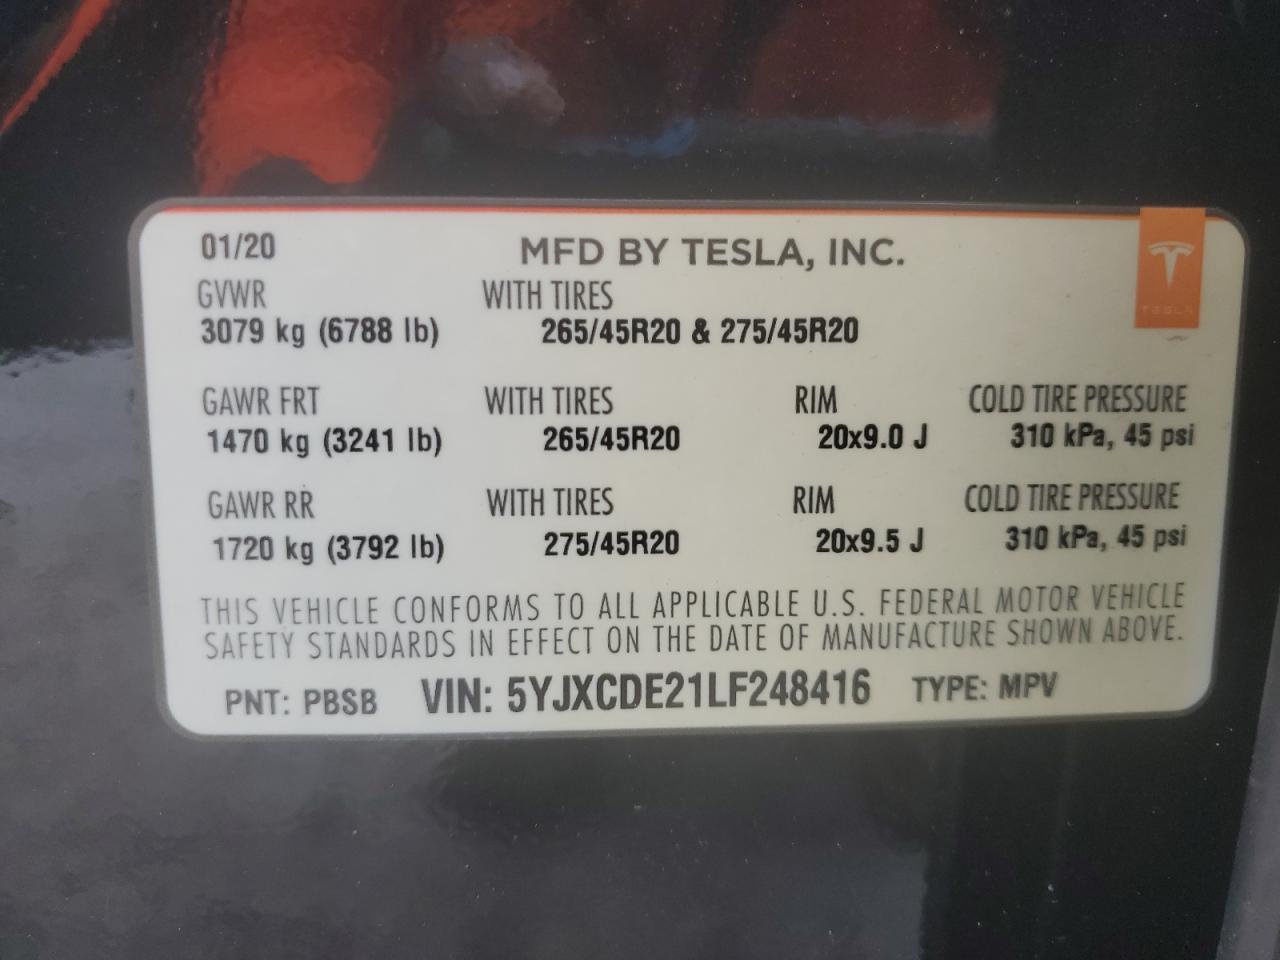 01/20 MFD BY TESLA, INC.
TESLA
GVWR WITH TIRES
3079 kg (6788 lb) 265/45R20 & 275/45R20
GAWR FRT WITH TIRES RIM COLD TIRE PRESSURE
1470 kg (3241 lb) 265/45R20 20x9.0 J 310 kPa, 45 psi
GAWR RR WITH TIRES RIM COLD TIRE PRESSURE
1720 kg (3792 lb) 275/45R20 20x9.5 J 310 kPa, 45 psi
THIS VEHICLE CONFORMS TO ALL APPLICABLE U.S. FEDERAL MOTOR VEHICLE
SAFETY STANDARDS IN EFFECT ON THE DATE OF MANUFACTURE SHOWN ABOVE.
PNT: PBSB VIN: 5YJXCDE21LF248416 TYPE: MPV